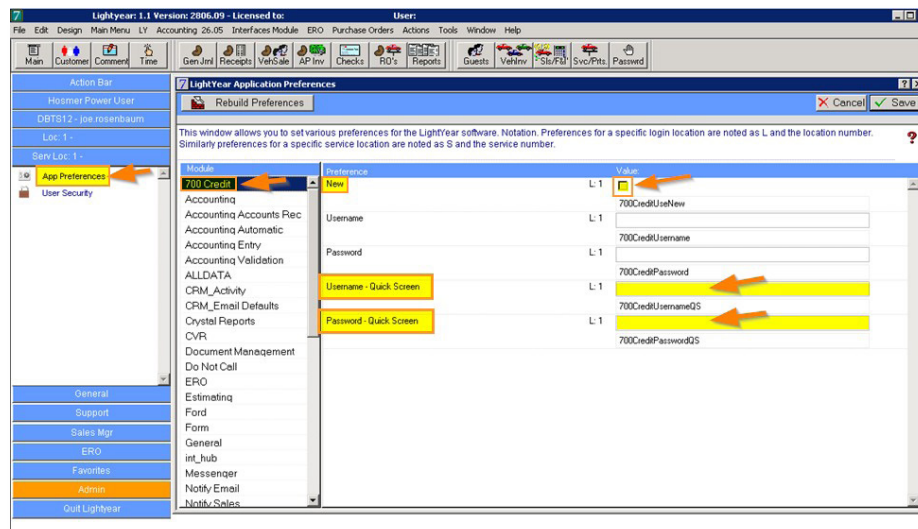 7 Lightyear: 1.1 Version: 2806.09 - Licensed to: User:
File Edit Design Main Menu LY Accounting 26.05 Interfaces Module ERO Purchase Orders Actions Tools Window Help
Main Customer Comment Time Gen Jrnl Receipts VehSale AP Inv Checks RO's Reports Guests VehInv Sls/F&I Svc/Prts Passwrd
Action Bar
Hosmer Power User
DBTS12 - joe.rosenbaum
Loc: 1 -
Serv Loc: 1 -
App Preferences
User Security
General
Support
Sales Mgr
ERO
Favorites
Admin
Quit Lightyear
7 LightYear Application Preferences
Rebuild Preferences
Cancel
Save
This window allows you to set various preferences for the LightYear software. Notation. Preferences for a specific login location are noted as L and the location number.
Similarly preferences for a specific service location are noted as S and the service number.
Module
700 Credit
Accounting
Accounting Accounts Rec
Accounting Automatic
Accounting Entry
Accounting Validation
ALLDATA
CRM_Activity
CRM_Email Defaults
Crystal Reports
CVR
Document Management
Do Not Call
ERO
Estimating
Ford
Form
General
int_hub
Messenger
Notify Email
Notify Sales
Preference Value:
New L: 1
700CreditUseNew
Username L: 1
700CreditUsername
Password L: 1
700CreditPassword
Username - Quick Screen L: 1
700CreditUsernameQS
Password - Quick Screen L: 1
700CreditPasswordQS